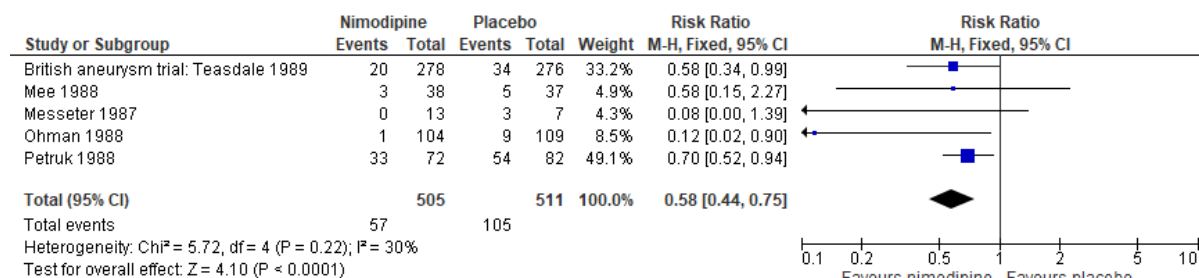 Nimodipine Placebo Risk Ratio Risk Ratio
Study or Subgroup Events Total Events Total Weight M-H, Fixed, 95% CI M-H, Fixed, 95% CI
British aneurysm trial: Teasdale 1989 20 278 34 276 33.2% 0.58 [0.34, 0.99]
Mee 1988 3 38 5 37 4.9% 0.58 [0.15, 2.27]
Messeter 1987 0 13 3 7 4.3% 0.08 [0.00, 1.39]
Ohman 1988 1 104 9 109 8.5% 0.12 [0.02, 0.90]
Petruk 1988 33 72 54 82 49.1% 0.70 [0.52, 0.94]
Total (95% CI) 505 511 100.0% 0.58 [0.44, 0.75]
Total events 57 105
Heterogeneity: Chi² = 5.72, df = 4 (P = 0.22); I² = 30%
Test for overall effect: Z = 4.10 (P < 0.0001)
0.1 0.2 0.5 1 2 5 10
Favours nimodipine Favours placebo